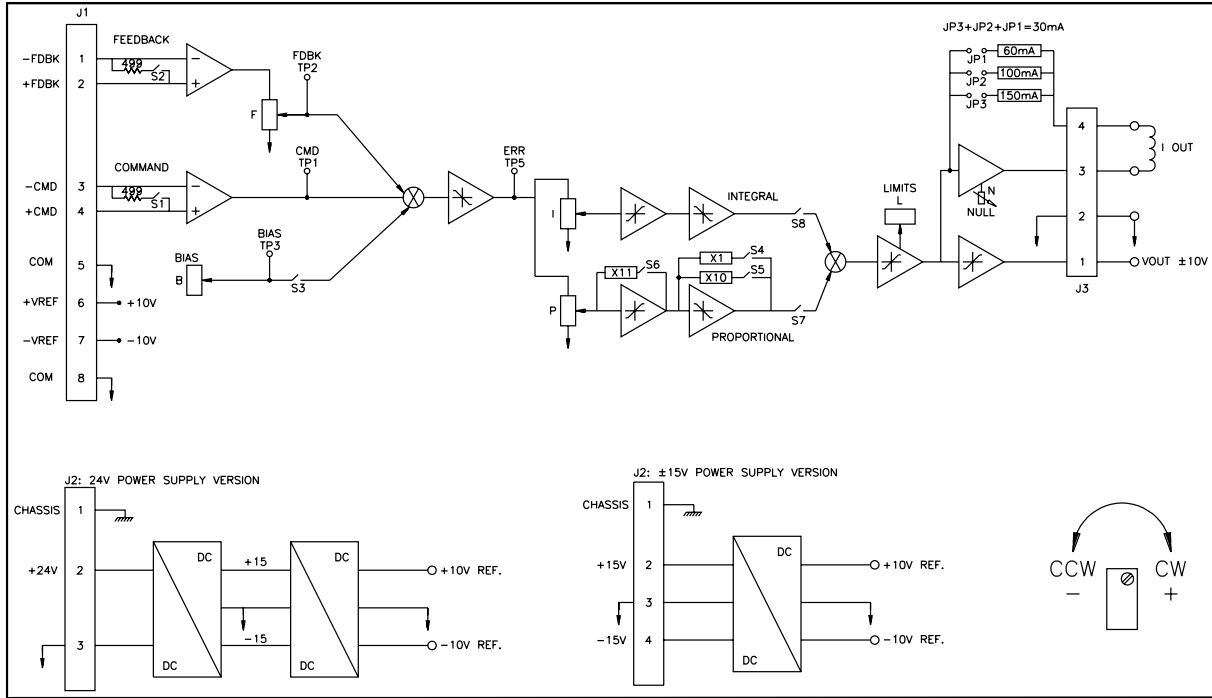 J1
FEEDBACK
-FDBK 1
499 S2
+FDBK 2
FDBK
TP2
F
COMMAND
-CMD 3
499 S1
+CMD 4
CMD
TP1
BIAS
TP3
BIAS
B
S3
COM 5
+VREF 6 +10V
-VREF 7 -10V
COM 8
ERR
TP5
I
INTEGRAL
S8
P
X11 S6
X1 S4
X10 S5
S7
PROPORTIONAL
LIMITS
L
JP3+JP2+JP1=30mA
JP1 60mA
JP2 100mA
JP3 150mA
N
NULL
4
3
2
1
J3
I OUT
VOUT ±10V
J2: 24V POWER SUPPLY VERSION
CHASSIS 1
+24V 2
3
DC
DC
+15
-15
DC
DC
+10V REF.
-10V REF.
J2: ±15V POWER SUPPLY VERSION
CHASSIS 1
+15V 2
3
-15V 4
DC
DC
+10V REF.
-10V REF.
CCW CW
- +